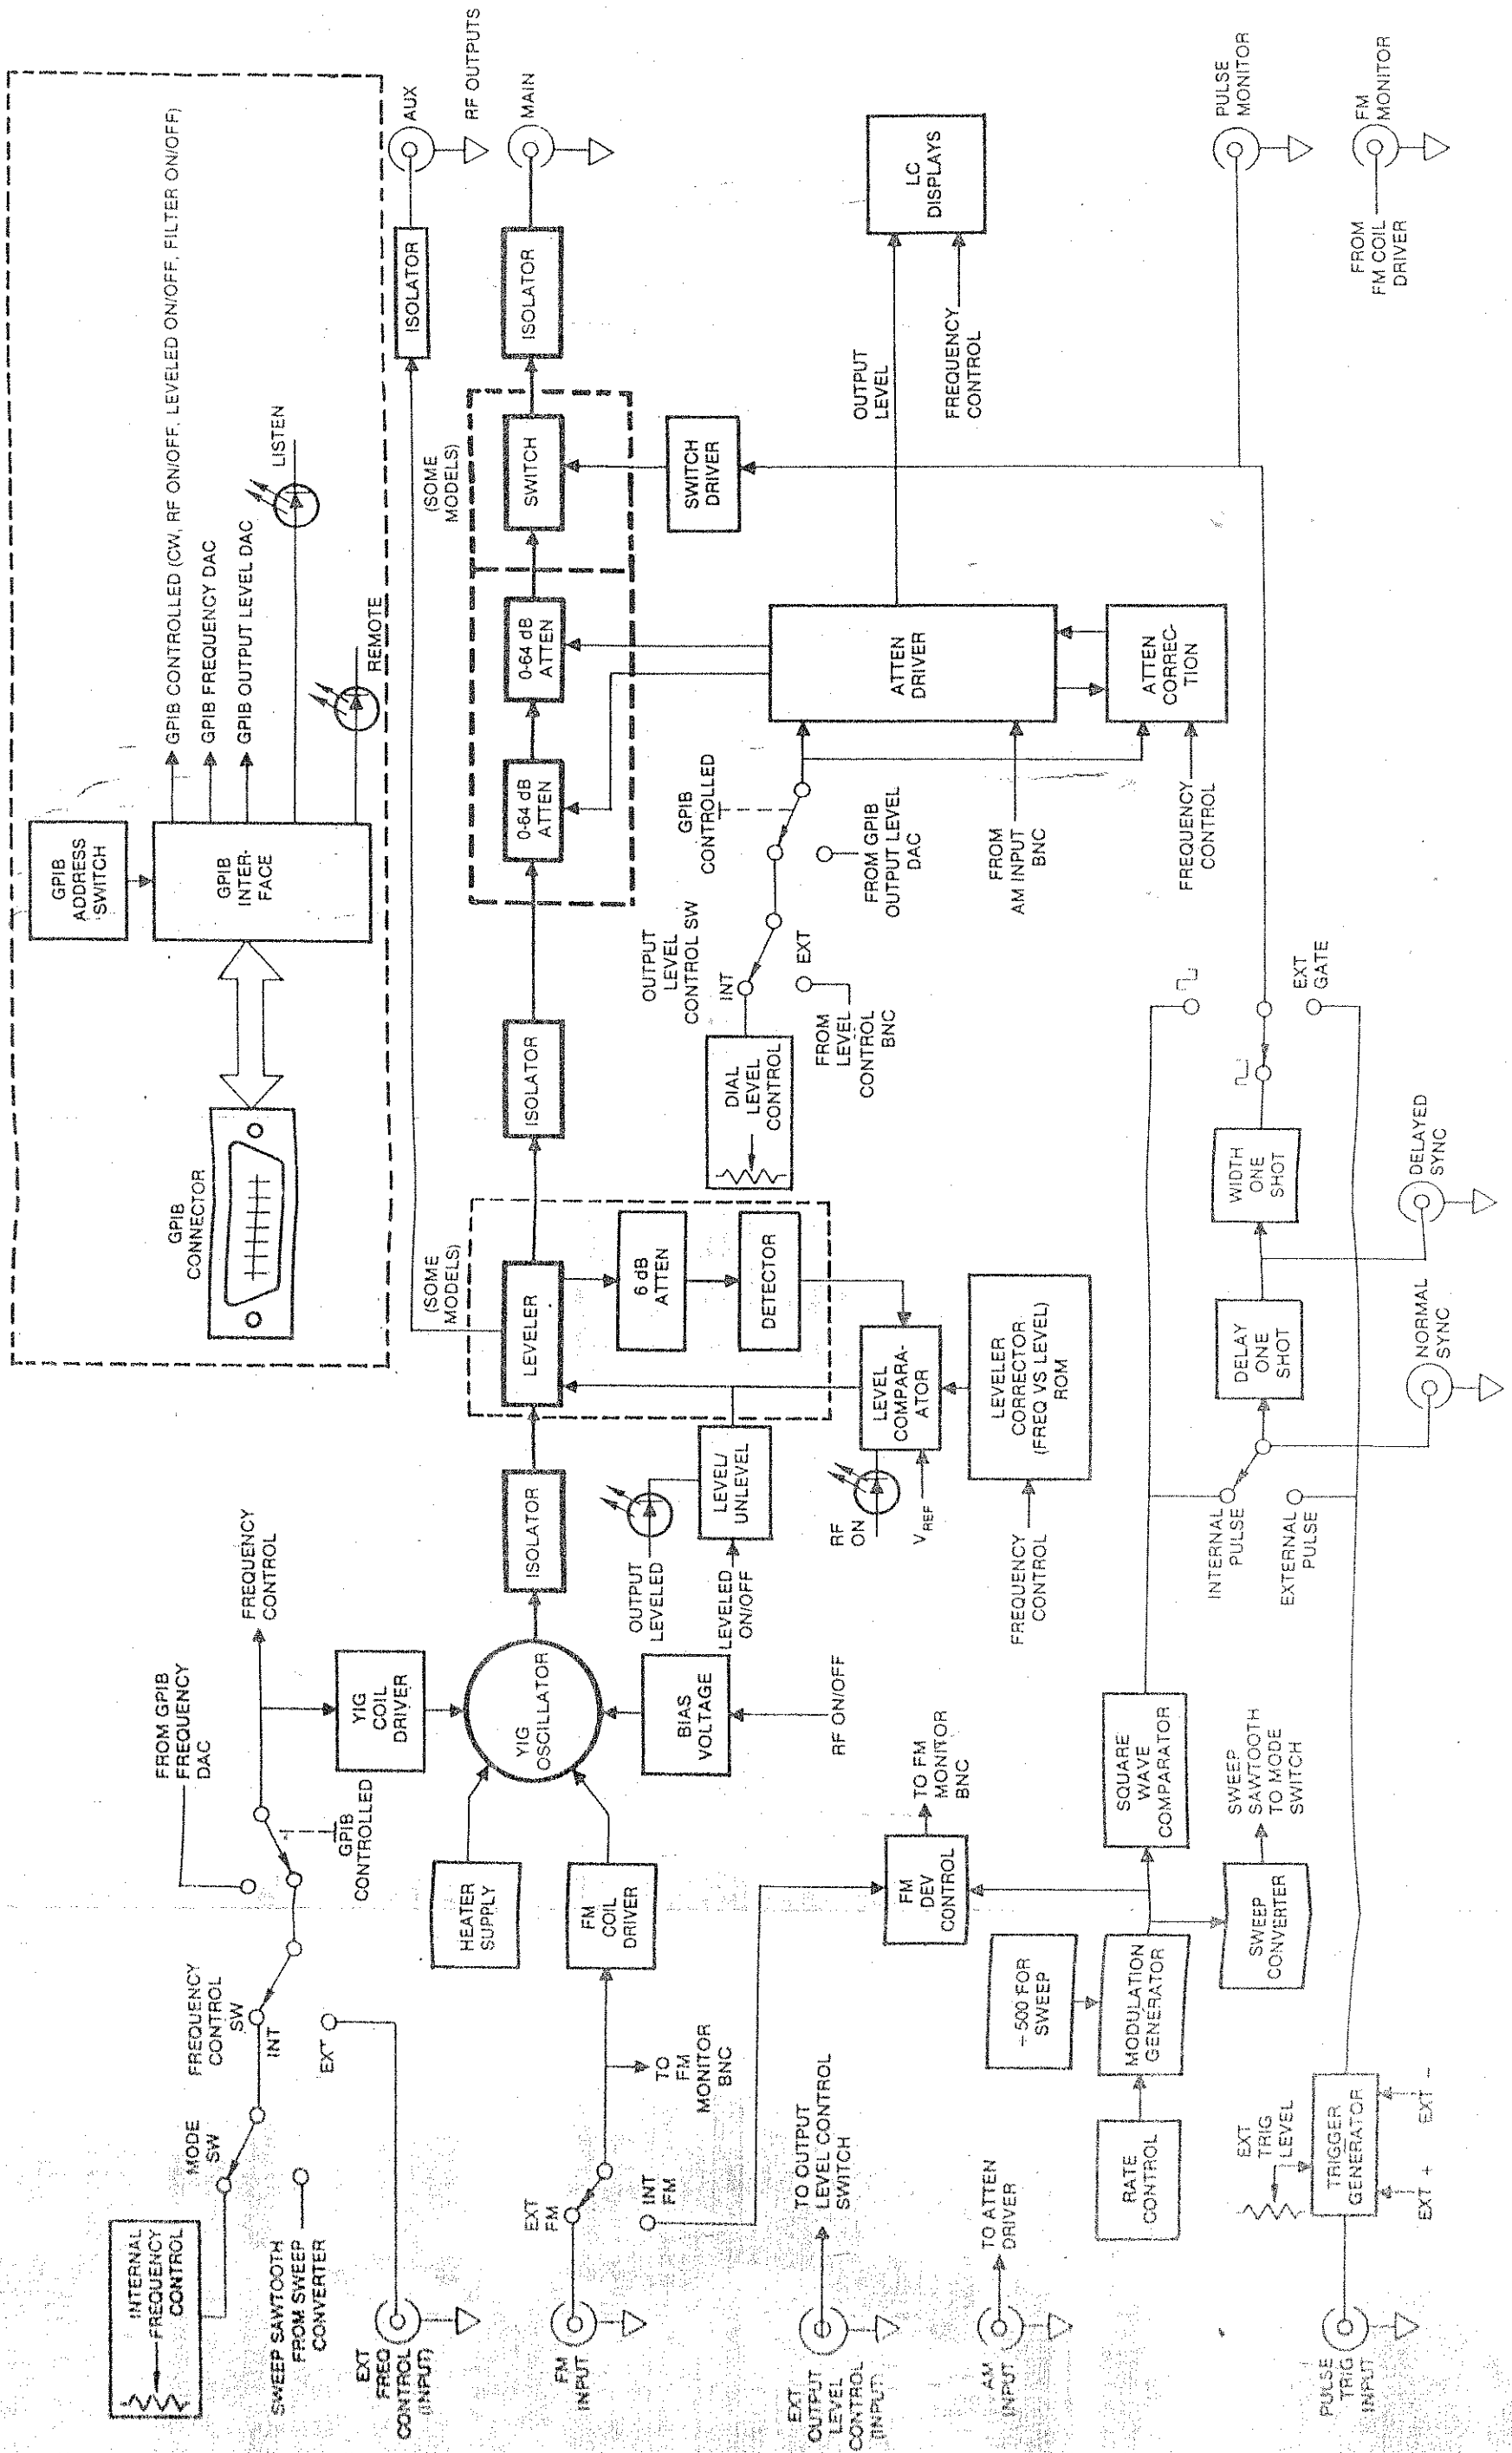 GPIB
ADDRESS
SWITCH
GPIB
INTER-
FACE
GPIB
CONNECTOR
GPIB CONTROLLED (CW, RF ON/OFF, LEVELED ON/OFF, FILTER ON/OFF)
GPIB FREQUENCY DAC
GPIB OUTPUT LEVEL DAC
LISTEN
REMOTE
INTERNAL
FREQUENCY
CONTROL
MODE
SW
SWEEP SAWTOOTH
FROM SWEEP
CONVERTER
FREQUENCY
CONTROL
SW
INT
EXT
EXT
FREQ
CONTROL
(INPUT)
FROM GPIB
FREQUENCY
DAC
GPIB
CONTROLLED
FREQUENCY
CONTROL
YIG
COIL
DRIVER
HEATER
SUPPLY
YIG
OSCILLATOR
FM
COIL
DRIVER
BIAS
VOLTAGE
RF ON/OFF
ISOLATOR
LEVELER
(SOME
MODELS)
6 dB
ATTEN
DETECTOR
ISOLATOR
0-64 dB
ATTEN
0-64 dB
ATTEN
SWITCH
(SOME
MODELS)
ISOLATOR
ISOLATOR
AUX
RF OUTPUTS
MAIN
OUTPUT
LEVELED
LEVEL/
UNLEVEL
LEVELED
ON/OFF
RF
ON
VREF
LEVEL
COMPARA-
ATOR
LEVELER
CORRECTOR
(FREQ VS LEVEL)
ROM
FREQUENCY
CONTROL
DIAL
LEVEL
CONTROL
OUTPUT
LEVEL
CONTROL SW
INT
EXT
FROM
LEVEL
CONTROL
BNC
GPIB
CONTROLLED
FROM GPIB
OUTPUT LEVEL
DAC
FROM
AM INPUT
BNC
FREQUENCY
CONTROL
ATTEN
DRIVER
ATTEN
CORREC-
TION
SWITCH
DRIVER
OUTPUT
LEVEL
FREQUENCY
CONTROL
LC
DISPLAYS
FM
INPUT
EXT
FM
INT
FM
TO
FM
MONITOR
BNC
EXT
OUTPUT
LEVEL
CONTROL
(INPUT)
TO OUTPUT
LEVEL CONTROL
SWITCH
AM
INPUT
TO ATTEN
DRIVER
FM
DEV
CONTROL
TO FM
MONITOR
BNC
÷500 FOR
SWEEP
RATE
CONTROL
MODULATION
GENERATOR
SQUARE
WAVE
COMPARATOR
SWEEP
CONVERTER
SWEEP
SAWTOOTH
TO MODE
SWITCH
PULSE
TRIG
INPUT
EXT
TRIG
LEVEL
TRIGGER
GENERATOR
EXT +
EXT -
INTERNAL
PULSE
EXTERNAL
PULSE
DELAY
ONE
SHOT
WIDTH
ONE
SHOT
NORMAL
SYNC
DELAYED
SYNC
EXT
GATE
PULSE
MONITOR
FROM
FM COIL
DRIVER
FM
MONITOR